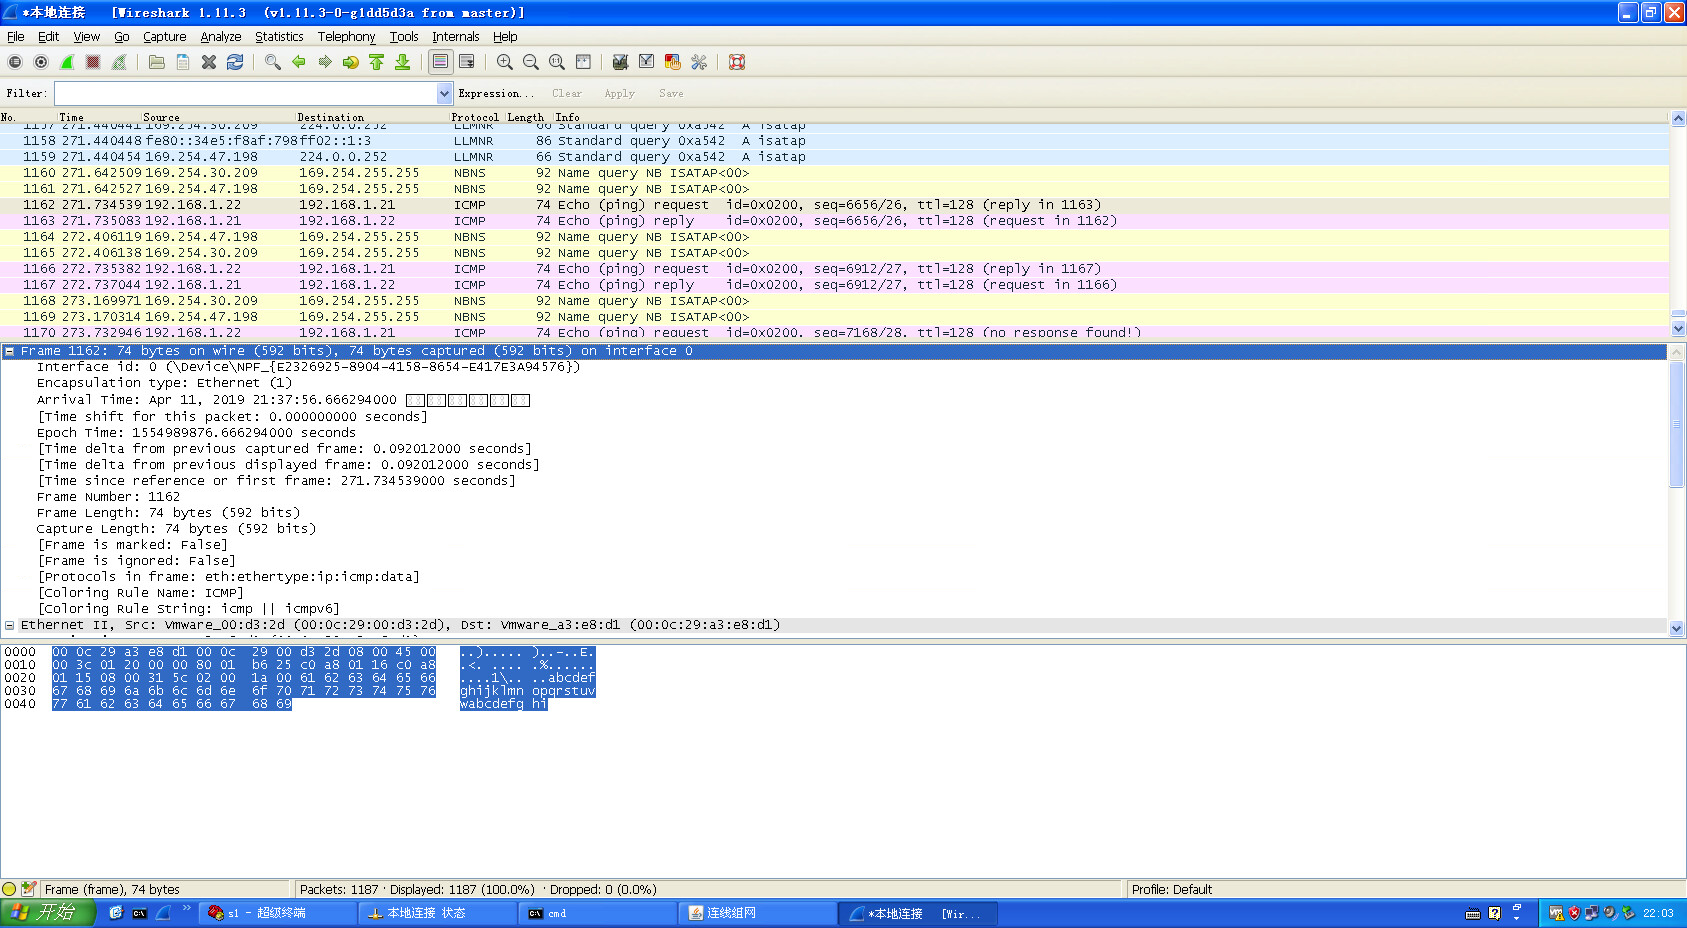 *本地连接 [Wireshark 1.11.3 (v1.11.3-0-g1dd5d3a from master)]
File Edit View Go Capture Analyze Statistics Telephony Tools Internals Help
Filter: Expression... Clear Apply Save
No. Time Source Destination Protocol Length Info
1157 271.440441 169.254.30.209 224.0.0.252 LLMNR 66 Standard query 0xa542 A isatap
1158 271.440448 fe80::34e5:f8af:798 ff02::1:3 LLMNR 86 Standard query 0xa542 A isatap
1159 271.440454 169.254.47.198 224.0.0.252 LLMNR 66 Standard query 0xa542 A isatap
1160 271.642509 169.254.30.209 169.254.255.255 NBNS 92 Name query NB ISATAP<00>
1161 271.642527 169.254.47.198 169.254.255.255 NBNS 92 Name query NB ISATAP<00>
1162 271.734539 192.168.1.22 192.168.1.21 ICMP 74 Echo (ping) request id=0x0200, seq=6656/26, ttl=128 (reply in 1163)
1163 271.735083 192.168.1.21 192.168.1.22 ICMP 74 Echo (ping) reply id=0x0200, seq=6656/26, ttl=128 (request in 1162)
1164 272.406119 169.254.47.198 169.254.255.255 NBNS 92 Name query NB ISATAP<00>
1165 272.406138 169.254.30.209 169.254.255.255 NBNS 92 Name query NB ISATAP<00>
1166 272.735382 192.168.1.22 192.168.1.21 ICMP 74 Echo (ping) request id=0x0200, seq=6912/27, ttl=128 (reply in 1167)
1167 272.737044 192.168.1.21 192.168.1.22 ICMP 74 Echo (ping) reply id=0x0200, seq=6912/27, ttl=128 (request in 1166)
1168 273.169971 169.254.30.209 169.254.255.255 NBNS 92 Name query NB ISATAP<00>
1169 273.170314 169.254.47.198 169.254.255.255 NBNS 92 Name query NB ISATAP<00>
1170 273.732946 192.168.1.22 192.168.1.21 ICMP 74 Echo (ping) request id=0x0200, seq=7168/28, ttl=128 (no response found!)
Frame 1162: 74 bytes on wire (592 bits), 74 bytes captured (592 bits) on interface 0
Interface id: 0 (\Device\NPF_{E2326925-8904-4158-8654-E417E3A94576})
Encapsulation type: Ethernet (1)
Arrival Time: Apr 11, 2019 21:37:56.666294000
[Time shift for this packet: 0.000000000 seconds]
Epoch Time: 1554989876.666294000 seconds
[Time delta from previous captured frame: 0.092012000 seconds]
[Time delta from previous displayed frame: 0.092012000 seconds]
[Time since reference or first frame: 271.734539000 seconds]
Frame Number: 1162
Frame Length: 74 bytes (592 bits)
Capture Length: 74 bytes (592 bits)
[Frame is marked: False]
[Frame is ignored: False]
[Protocols in frame: eth:ethertype:ip:icmp:data]
[Coloring Rule Name: ICMP]
[Coloring Rule String: icmp || icmpv6]
Ethernet II, Src: Vmware_00:d3:2d (00:0c:29:00:d3:2d), Dst: Vmware_a3:e8:d1 (00:0c:29:a3:e8:d1)
0000 00 0c 29 a3 e8 d1 00 0c 29 00 d3 2d 08 00 45 00 ..)..... )..-..E.
0010 00 3c 01 20 00 00 80 01 b6 25 c0 a8 01 16 c0 a8 .<. .... .%......
0020 01 15 08 00 31 5c 02 00 1a 00 61 62 63 64 65 66 ....1\.. ..abcdef
0030 67 68 69 6a 6b 6c 6d 6e 6f 70 71 72 73 74 75 76 ghijklmn opqrstuv
0040 77 61 62 63 64 65 66 67 68 69 wabcdefg hi
Frame (frame), 74 bytes Packets: 1187 · Displayed: 1187 (100.0%) · Dropped: 0 (0.0%) Profile: Default
开始 s1 - 超级终端 本地连接 状态 cmd 连线组网 *本地连接 [Wir... 22:03